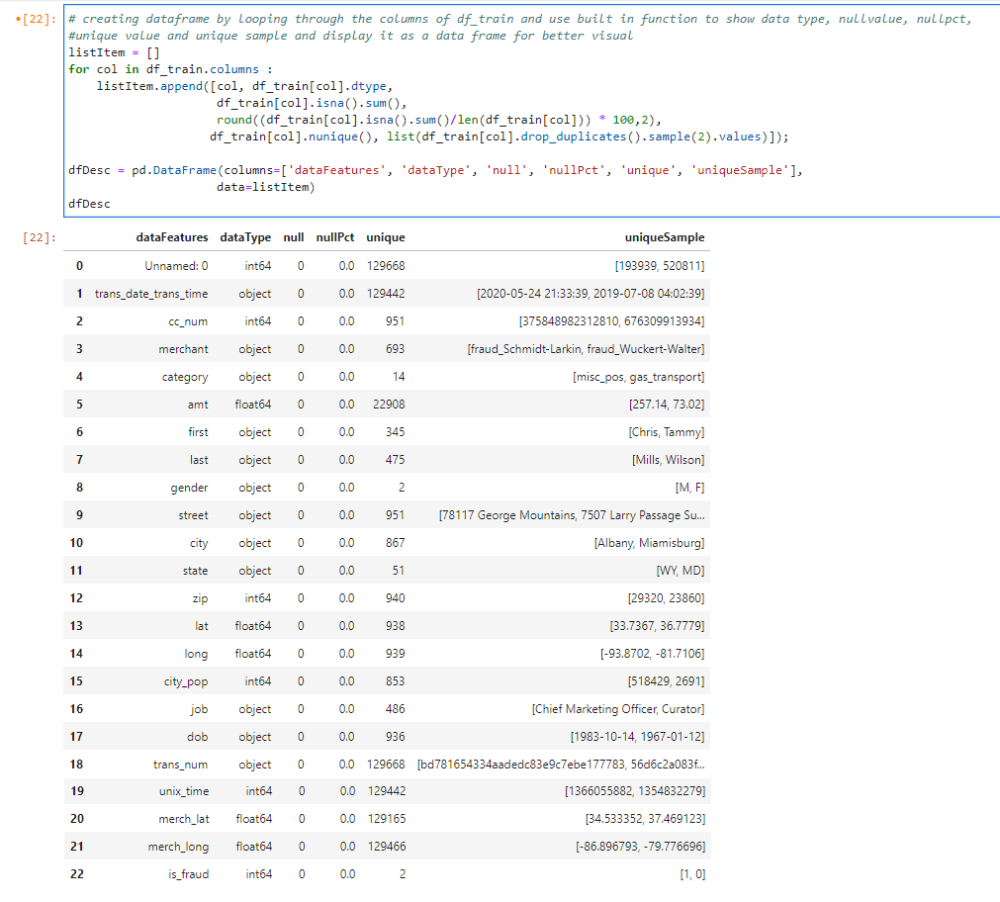 [22]: # creating dataframe by looping through the columns of df_train and use built in function to show data type, nullvalue, nullpct,
#unique value and unique sample and display it as a data frame for better visual
listItem = []
for col in df_train.columns :
    listItem.append([col, df_train[col].dtype,
                     df_train[col].isna().sum(),
                     round((df_train[col].isna().sum()/len(df_train[col])) * 100,2),
                    df_train[col].nunique(), list(df_train[col].drop_duplicates().sample(2).values)]);
dfDesc = pd.DataFrame(columns=['dataFeatures', 'dataType', 'null', 'nullPct', 'unique', 'uniqueSample'],
                     data=listItem)
dfDesc
[22]: dataFeatures dataType null nullPct unique uniqueSample
0 Unnamed: 0 int64 0 0.0 129668 [193939, 520811]
1 trans_date_trans_time object 0 0.0 129442 [2020-05-24 21:33:39, 2019-07-08 04:02:39]
2 cc_num int64 0 0.0 951 [375848982312810, 676309913934]
3 merchant object 0 0.0 693 [fraud_Schmidt-Larkin, fraud_Wuckert-Walter]
4 category object 0 0.0 14 [misc_pos, gas_transport]
5 amt float64 0 0.0 22908 [257.14, 73.02]
6 first object 0 0.0 345 [Chris, Tammy]
7 last object 0 0.0 475 [Mills, Wilson]
8 gender object 0 0.0 2 [M, F]
9 street object 0 0.0 951 [78117 George Mountains, 7507 Larry Passage Su...
10 city object 0 0.0 867 [Albany, Miamisburg]
11 state object 0 0.0 51 [WY, MD]
12 zip int64 0 0.0 940 [29320, 23860]
13 lat float64 0 0.0 938 [33.7367, 36.7779]
14 long float64 0 0.0 939 [-93.8702, -81.7106]
15 city_pop int64 0 0.0 853 [518429, 2691]
16 job object 0 0.0 486 [Chief Marketing Officer, Curator]
17 dob object 0 0.0 936 [1983-10-14, 1967-01-12]
18 trans_num object 0 0.0 129668 [bd781654334aadedc83e9c7ebe177783, 56d6c2a083f...
19 unix_time int64 0 0.0 129442 [1366055882, 1354832279]
20 merch_lat float64 0 0.0 129165 [34.533352, 37.469123]
21 merch_long float64 0 0.0 129466 [-86.896793, -79.776696]
22 is_fraud int64 0 0.0 2 [1, 0]